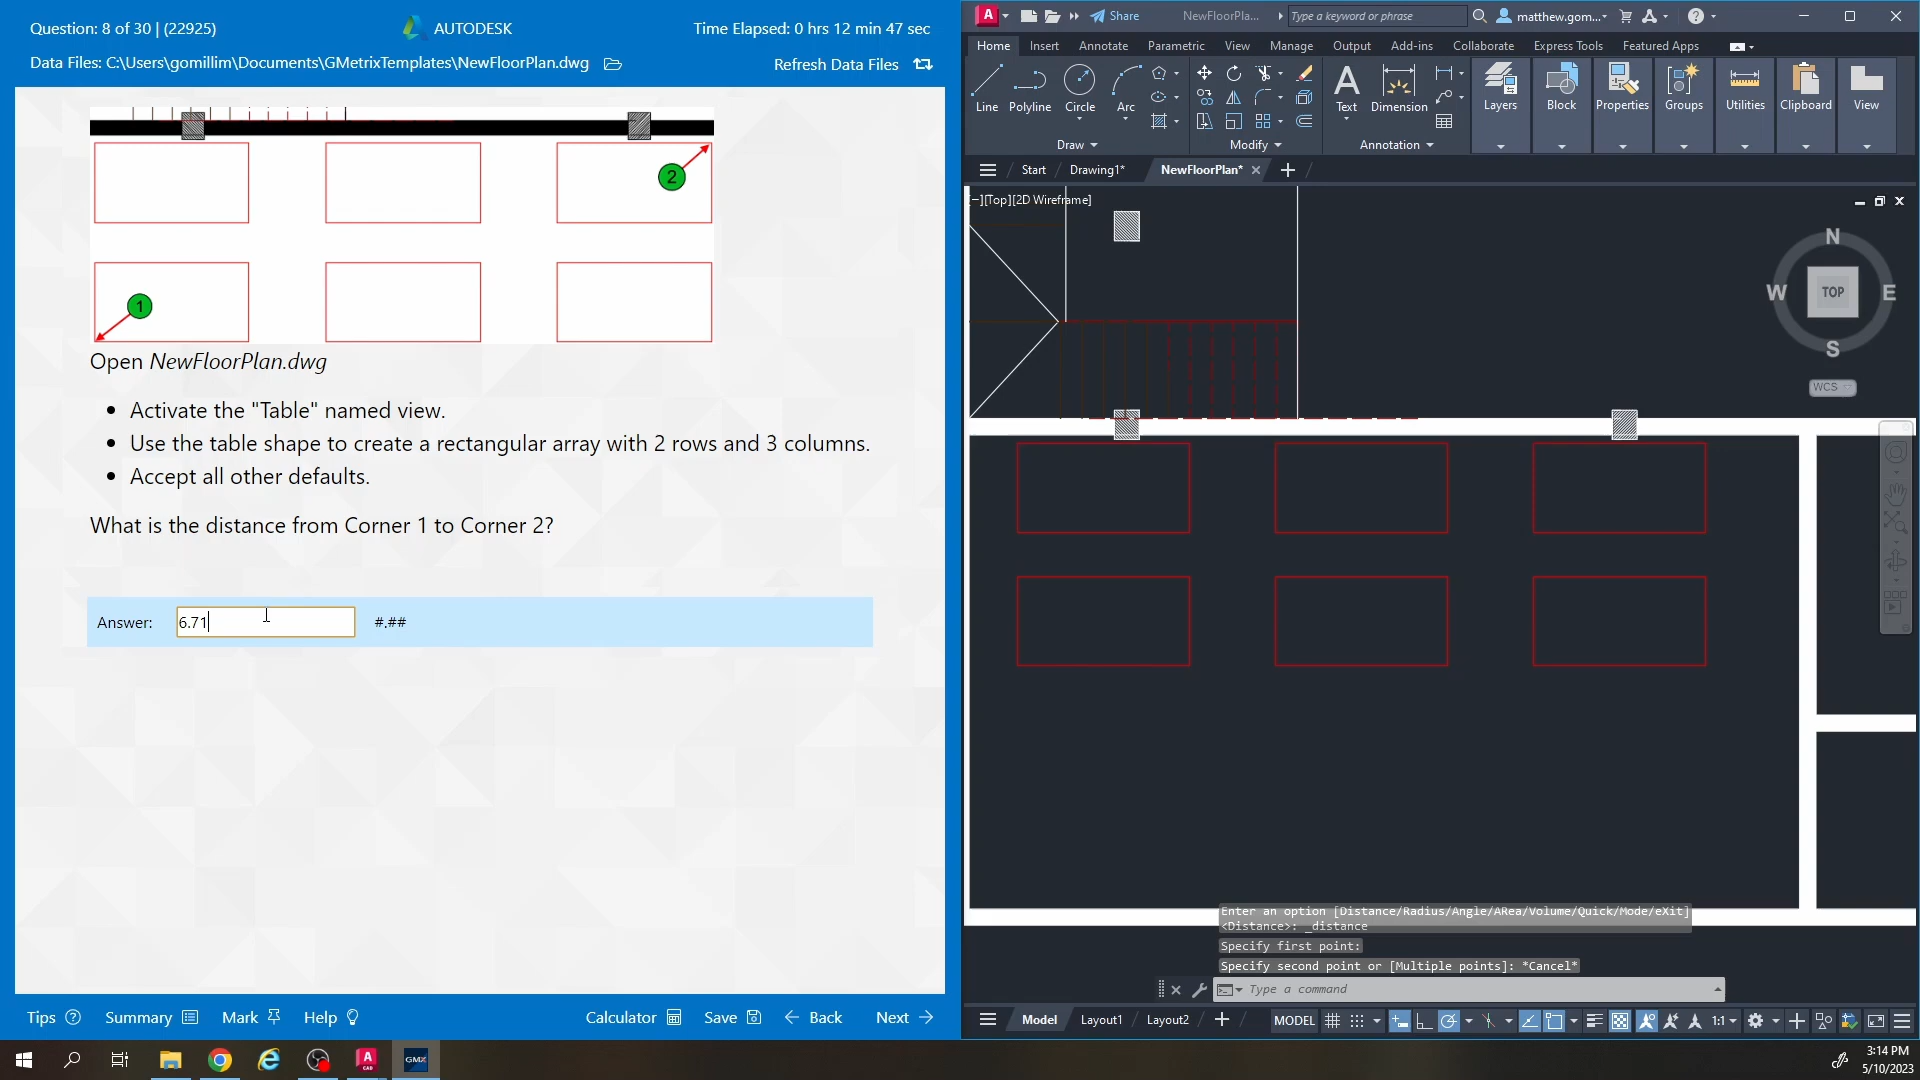 Question: 8 of 30 | (22925)
AUTODESK
Time Elapsed: 0 hrs 12 min 47 sec
Data Files: C:\Users\gomillim\Documents\GMetrixTemplates\NewFloorPlan.dwg
Refresh Data Files
2
1
Open NewFloorPlan.dwg
• Activate the "Table" named view.
• Use the table shape to create a rectangular array with 2 rows and 3 columns.
• Accept all other defaults.
What is the distance from Corner 1 to Corner 2?
Answer: 6.71 #.##
Tips Summary Mark Help Calculator Save Back Next
A Share NewFloorPla... Type a keyword or phrase matthew.gom...
Home Insert Annotate Parametric View Manage Output Add-ins Collaborate Express Tools Featured Apps
Line Polyline Circle Arc Text Dimension Layers Block Properties Groups Utilities Clipboard View
Draw Modify Annotation
Start Drawing1* NewFloorPlan*
[−][Top][2D Wireframe]
N
W TOP E
S
WCS
Enter an option [Distance/Radius/Angle/ARea/Volume/Quick/Mode/eXit]
<Distance>: _distance
Specify first point:
Specify second point or [Multiple points]: *Cancel*
Type a command
Model Layout1 Layout2 MODEL 1:1
A CAD GMX
3:14 PM
5/10/2023